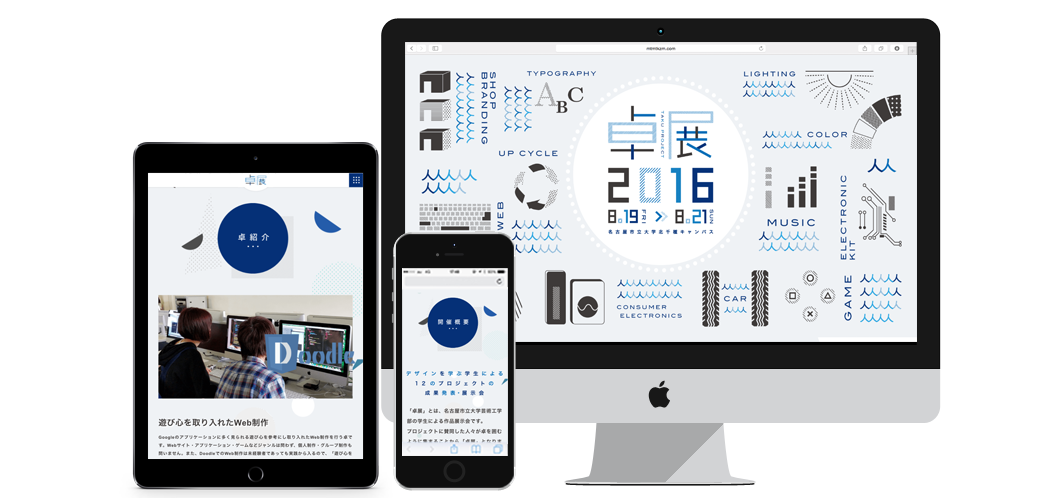 mtmtkpm.com
SHOP
BRANDING
TYPOGRAPHY
ABC
UP CYCLE
WEB
卓展
TAKU PROJECT
2016
8月19 FRI 8月21 SUN
名古屋市立大学北千種キャンパス
LIGHTING
COLOR
MUSIC
ELECTRONIC
KIT
GAME
CAR
CONSUMER
ELECTRONICS
卓展
卓紹介
Doodle
遊び心を取り入れたWeb制作
Googleのアプリケーションに多く見られる遊び心を参考にし取り入れたWeb制作を行う卓で
す。Webサイト・アプリケーション・ゲームなどジャンルは問わず、個人制作・グループ制作も
問いません。また、DoodleでのWeb制作は未経験者であっても実践から入るので、「遊び心を
開催概要
デザインを学ぶ学生による
12のプロジェクトの
成果発表・展示会
「卓展」とは、名古屋市立大学芸術工学
部の学生による作品展示会です。
プロジェクトに賛同した人々が卓を囲む